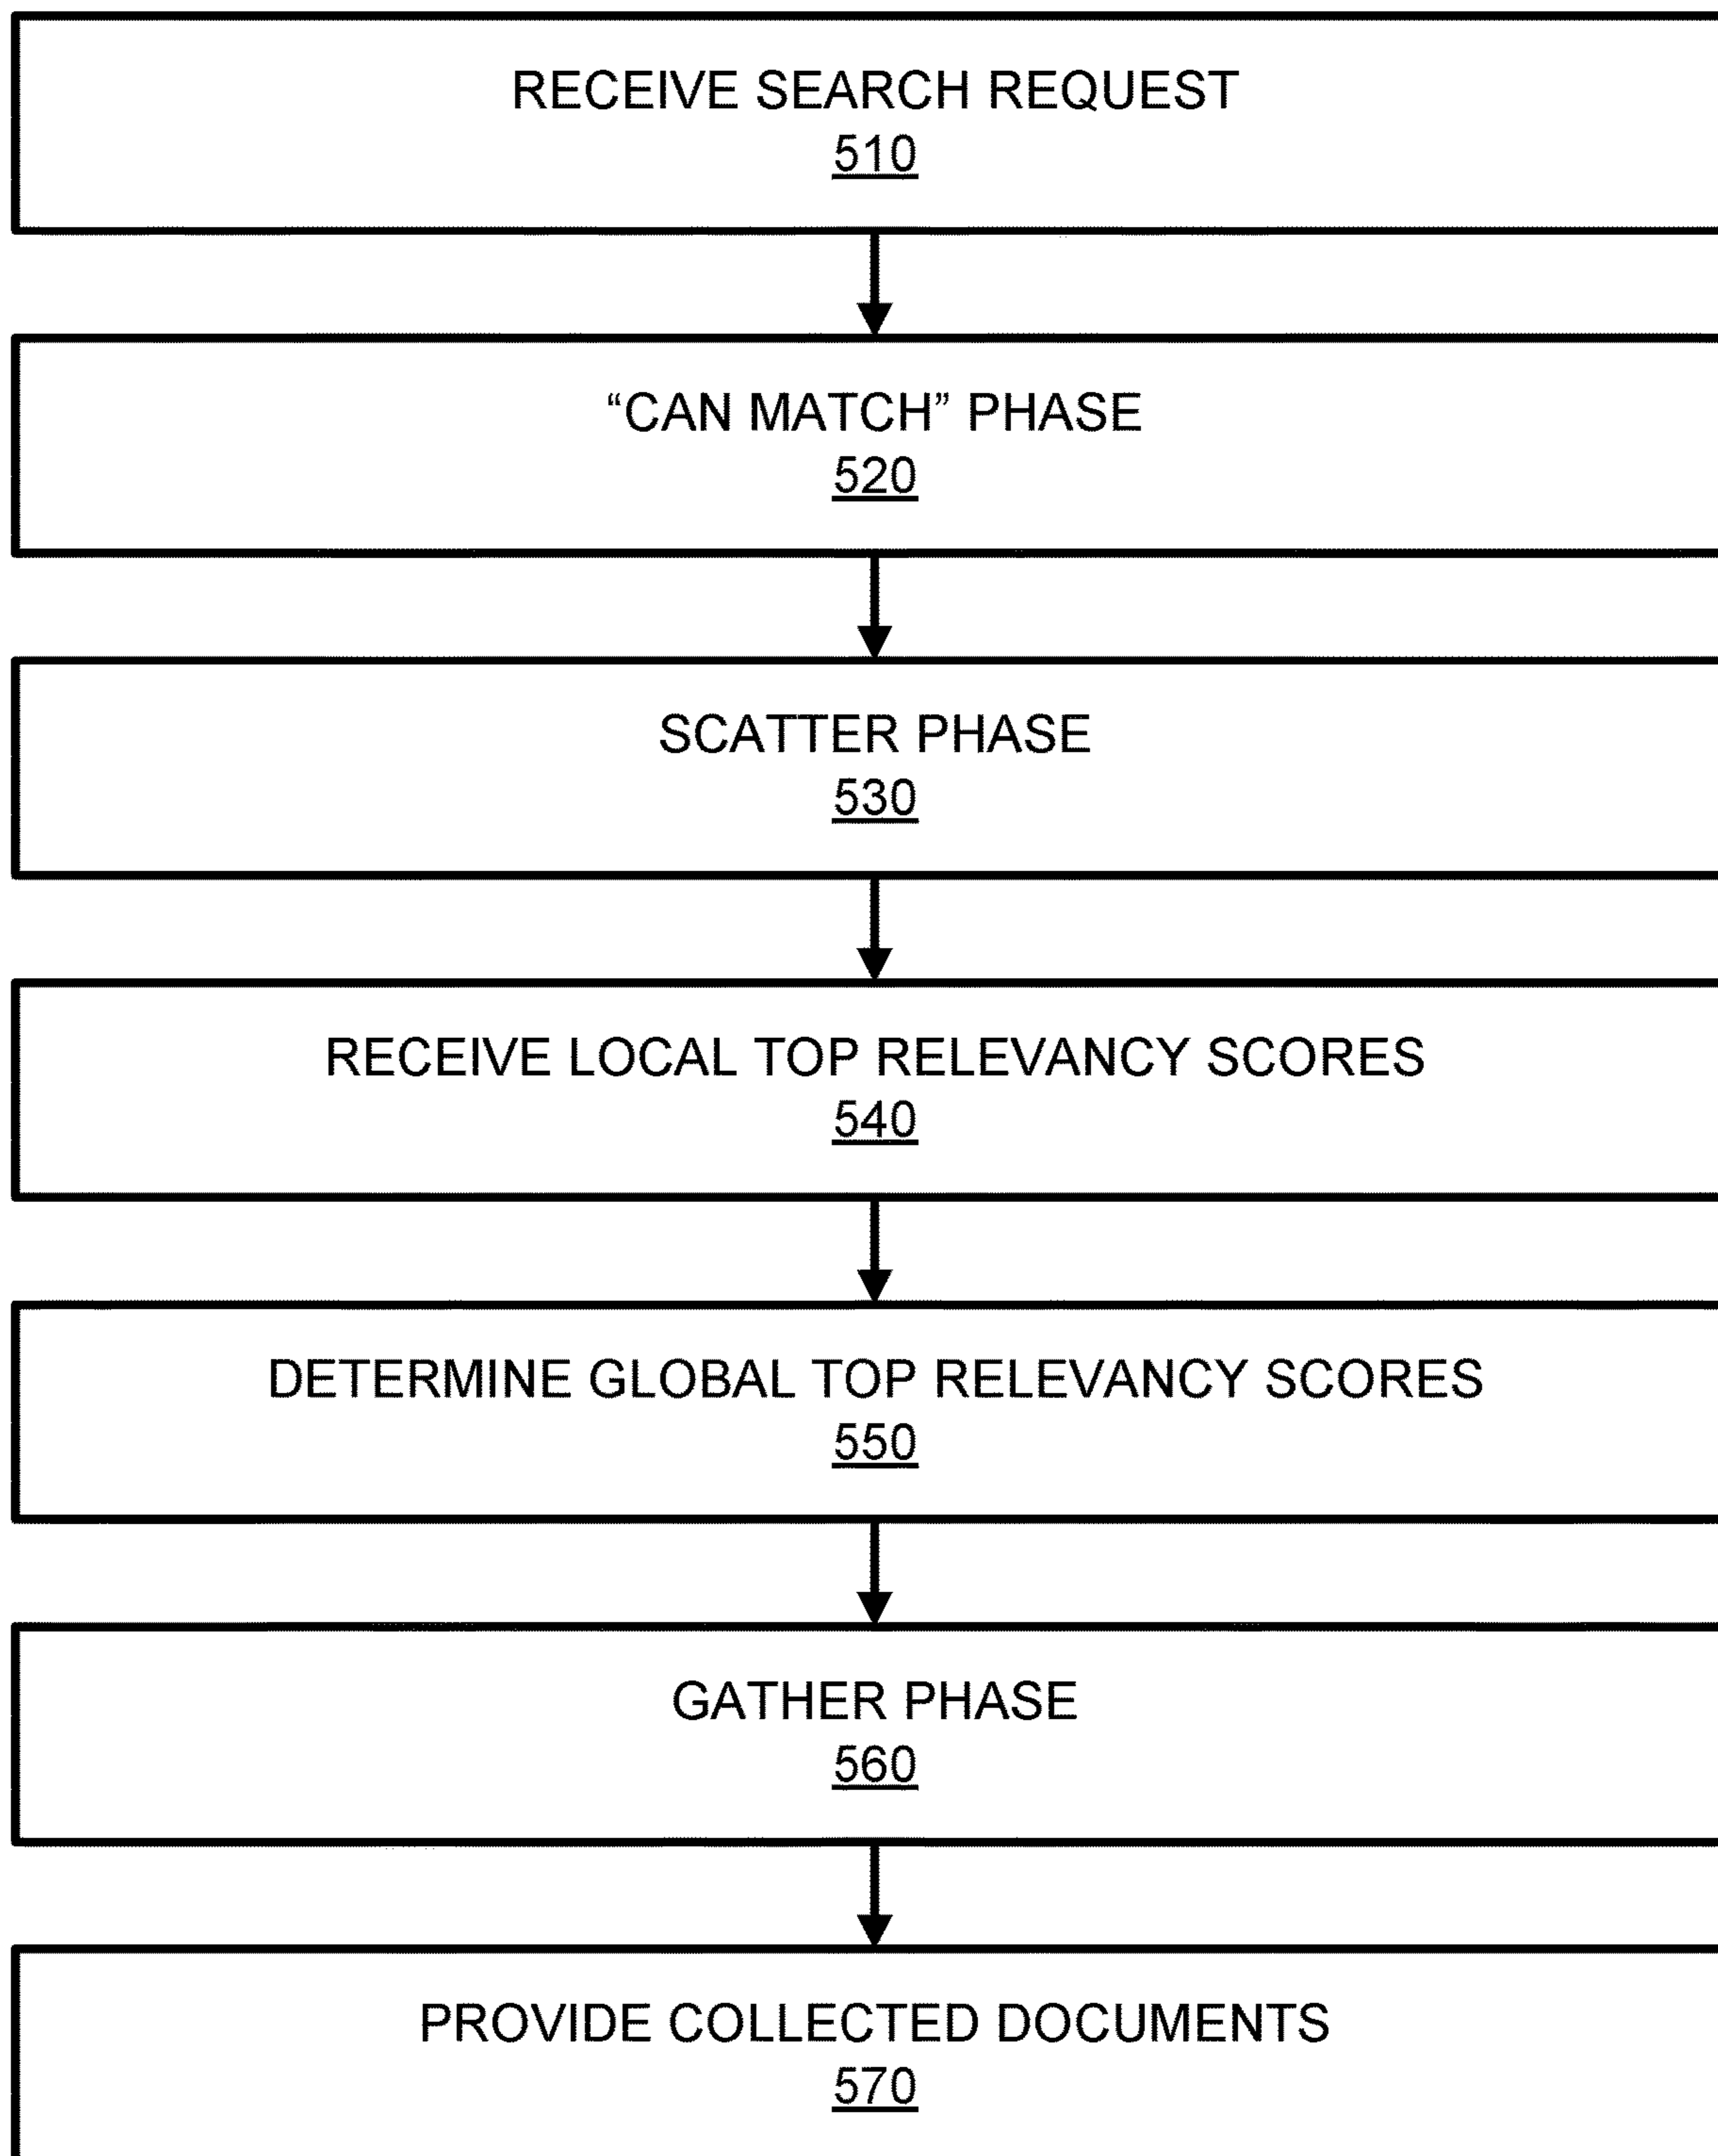 RECEIVE SEARCH REQUEST
510
“CAN MATCH” PHASE
520
SCATTER PHASE
530
RECEIVE LOCAL TOP RELEVANCY SCORES
540
DETERMINE GLOBAL TOP RELEVANCY SCORES
550
GATHER PHASE
560
PROVIDE COLLECTED DOCUMENTS
570